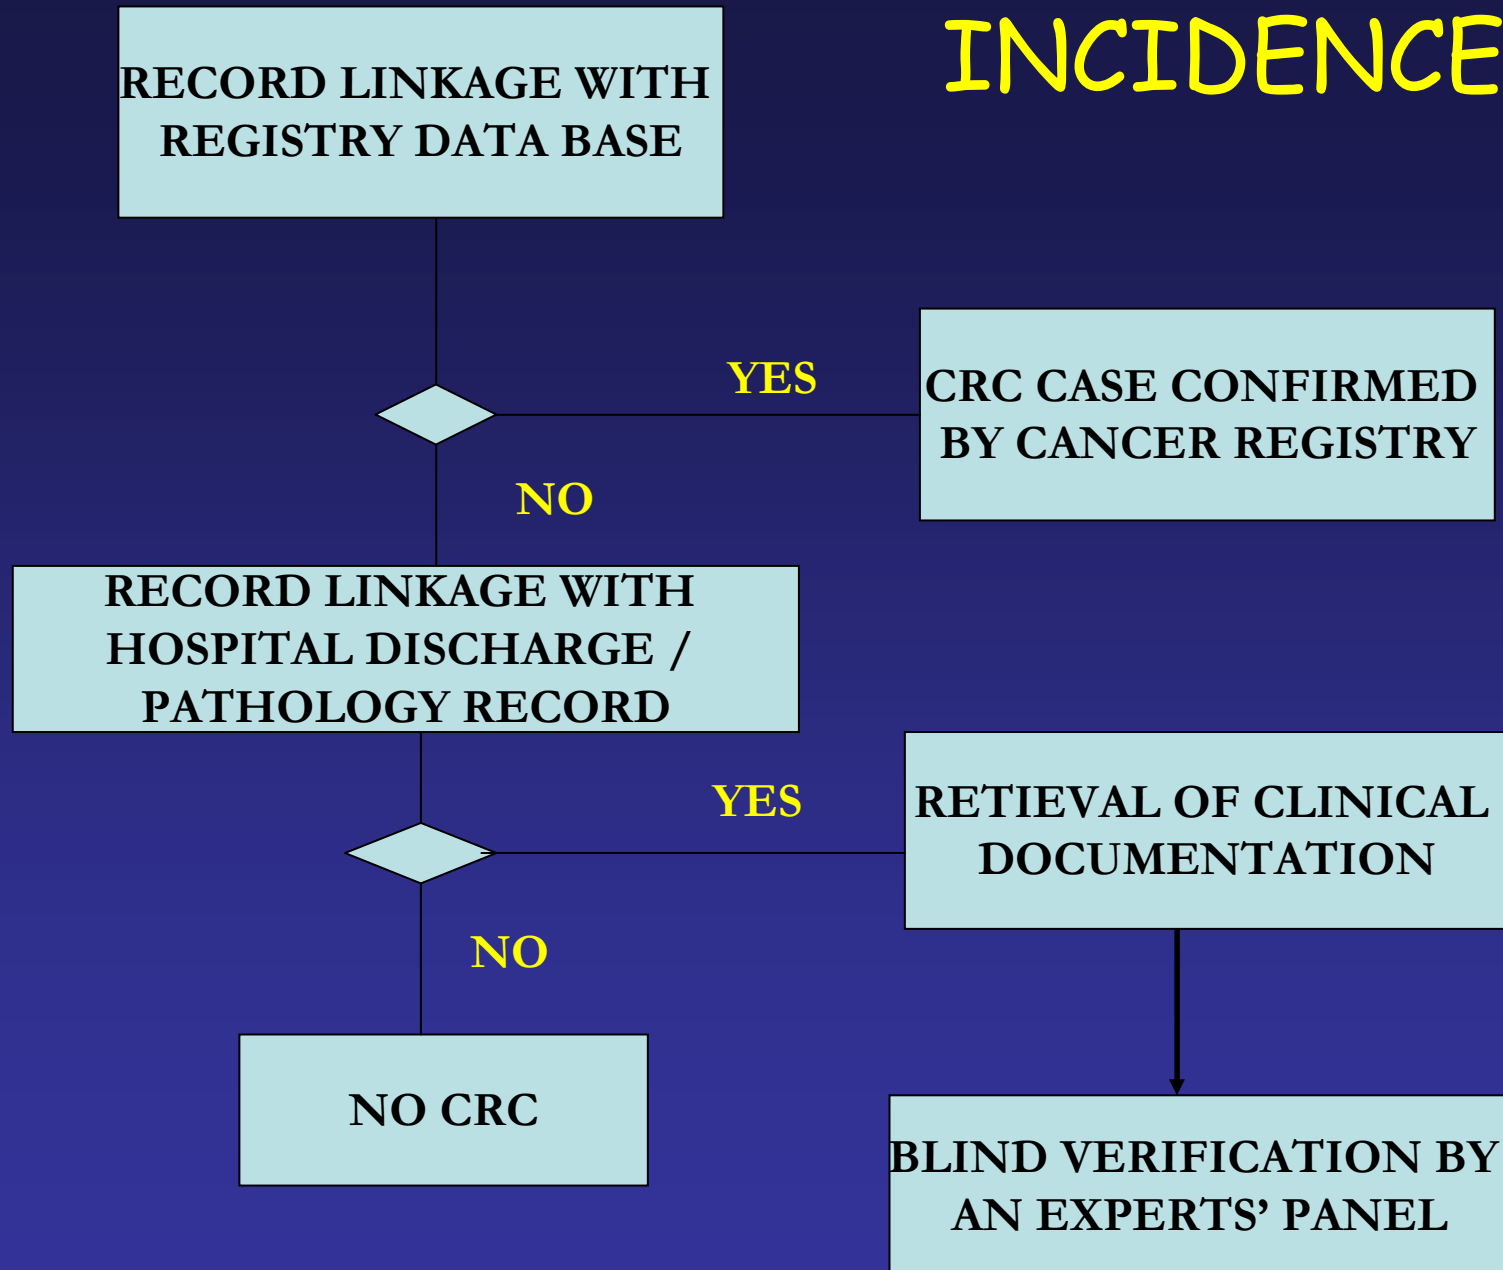 INCIDENCE
RECORD LINKAGE WITH
REGISTRY DATA BASE
YES
CRC CASE CONFIRMED
BY CANCER REGISTRY
NO
RECORD LINKAGE WITH
HOSPITAL DISCHARGE /
PATHOLOGY RECORD
YES
RETIEVAL OF CLINICAL
DOCUMENTATION
NO
NO CRC
BLIND VERIFICATION BY
AN EXPERTS’ PANEL